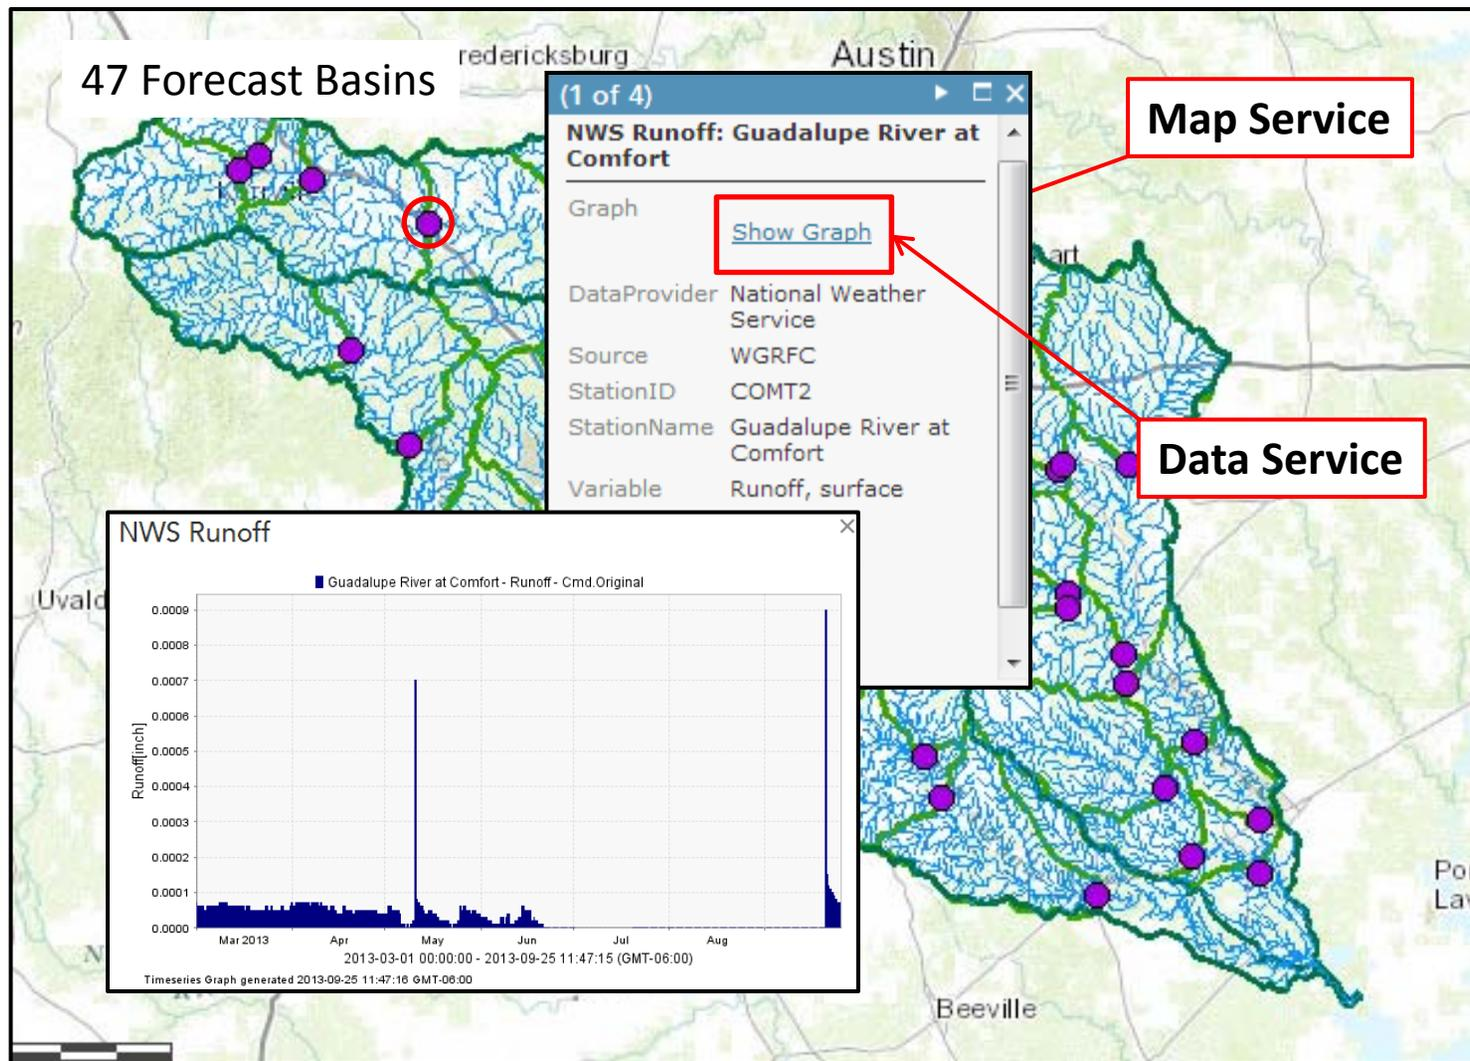 47 Forecast Basins
redericksburg
Austin
(1 of 4)
NWS Runoff: Guadalupe River at
Comfort
Map Service
Graph
Show Graph
art
DataProvider National Weather
Service
Source WGRFC
StationID COMT2
StationName Guadalupe River at
Comfort
Variable Runoff, surface
Data Service
NWS Runoff
Guadalupe River at Comfort - Runoff - Cmd.Original
Uvald
0.0009
0.0008
0.0007
0.0006
0.0005
0.0004
0.0003
0.0002
0.0001
0.0000
Runoff[inch]
Mar 2013 Apr May Jun Jul Aug
2013-03-01 00:00:00 - 2013-09-25 11:47:15 (GMT-06:00)
Timeseries Graph generated 2013-09-25 11:47:16 GMT-06:00
Po
Lav
Beeville